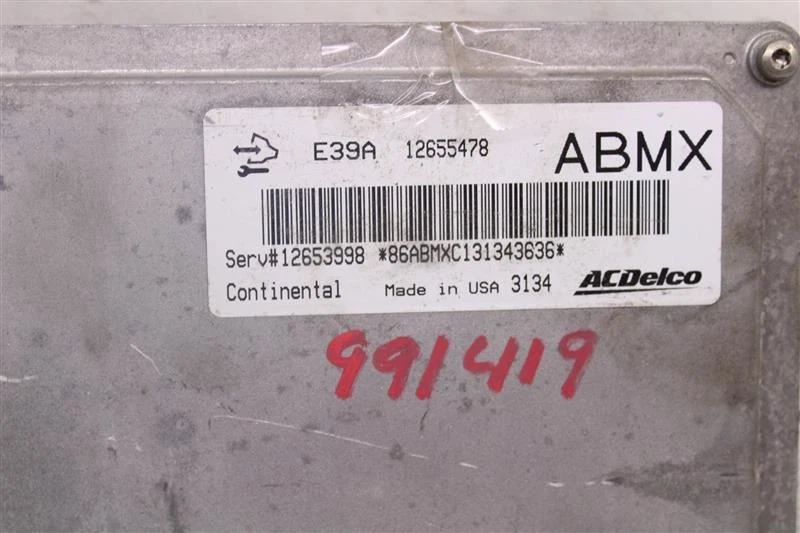 E39A 12655478 ABMX
Serv#12653998 *86ABMXC131343636*
Continental Made in USA 3134 ACDelco
991419